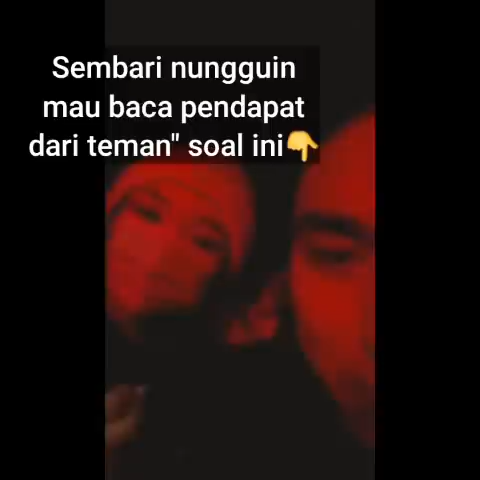 Sembari nungguin
mau baca pendapat
dari teman" soal ini👇